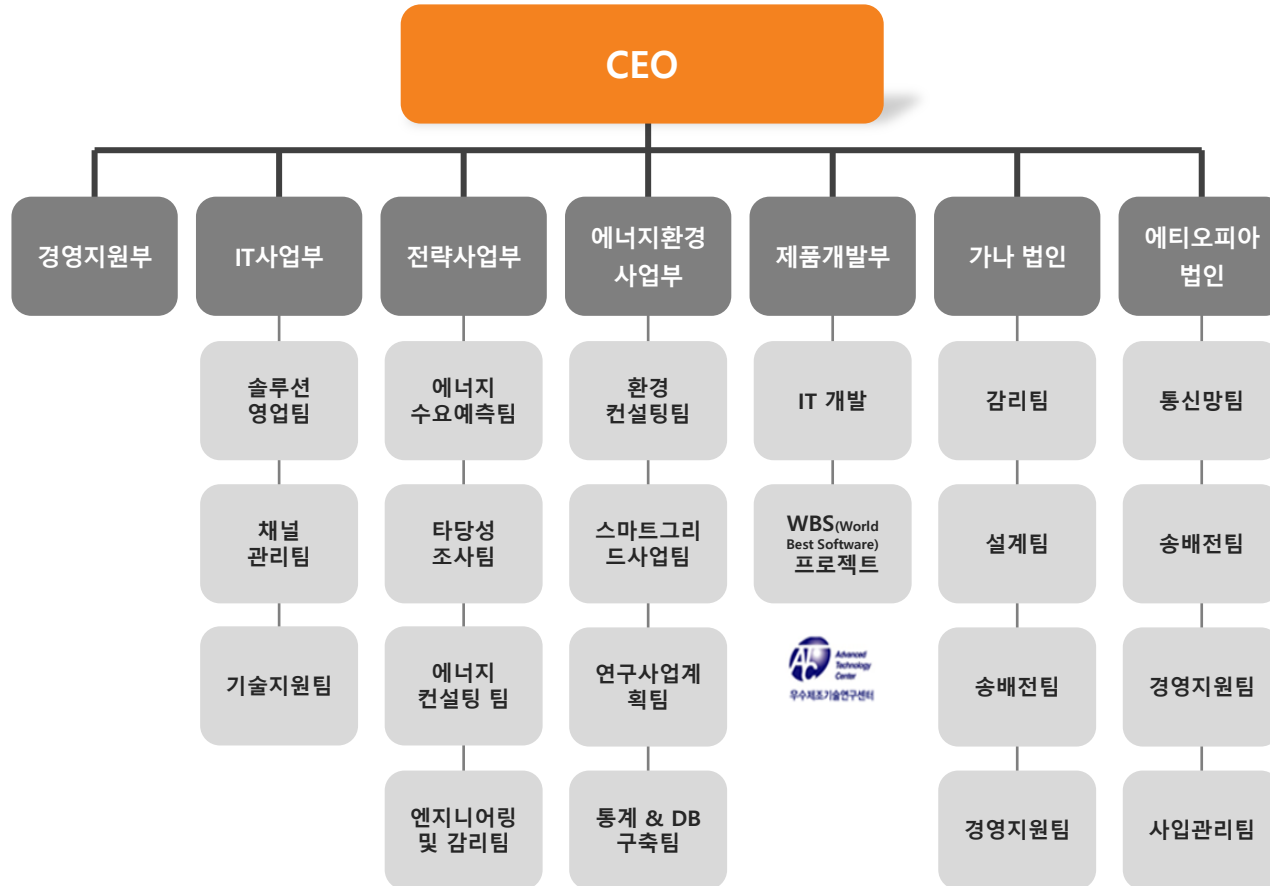 CEO
경영지원부
IT사업부
전략사업부
에너지환경
사업부
제품개발부
가나 법인
에티오피아
법인
솔루션
영업팀
에너지
수요예측팀
환경
컨설팅팀
IT 개발
감리팀
통신망팀
채널
관리팀
타당성
조사팀
스마트그리
드사업팀
WBS(World
Best Software)
프로젝트
설계팀
송배전팀
기술지원팀
에너지
컨설팅 팀
연구사업계
획팀
Advanced
Technology
Center
우수제조기술연구센터
송배전팀
경영지원팀
엔지니어링
및 감리팀
통계 & DB
구축팀
경영지원팀
사입관리팀